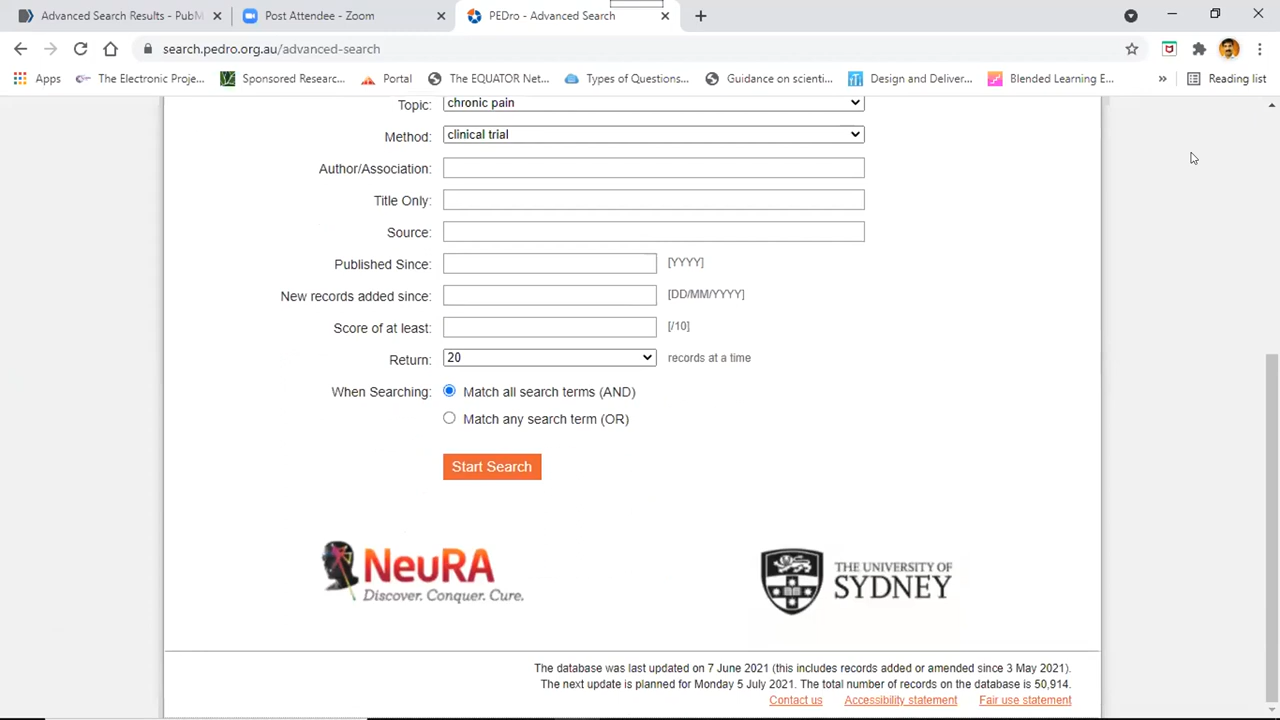 Advanced Search Results - PubM
Post Attendee - Zoom
PEDro - Advanced Search
search.pedro.org.au/advanced-search
Apps
The Electronic Proje...
Sponsored Researc...
Portal
The EQUATOR Net...
Types of Questions...
Guidance on scienti...
Design and Deliver...
Blended Learning E...
»
Reading list
Topic: chronic pain
Method: clinical trial
Author/Association:
Title Only:
Source:
Published Since: [YYYY]
New records added since: [DD/MM/YYYY]
Score of at least: [/10]
Return: 20 records at a time
When Searching: Match all search terms (AND)
Match any search term (OR)
Start Search
NeuRA
Discover. Conquer. Cure.
THE UNIVERSITY OF
SYDNEY
The database was last updated on 7 June 2021 (this includes records added or amended since 3 May 2021).
The next update is planned for Monday 5 July 2021. The total number of records on the database is 50,914.
Contact us Accessibility statement Fair use statement